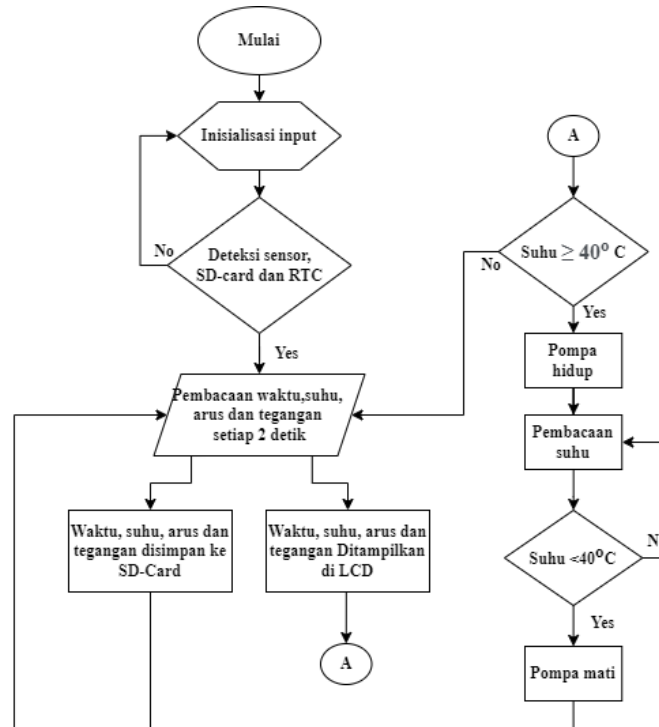 Mulai
Inisialisasi input
No
Deteksi sensor,
SD-card dan RTC
Yes
Pembacaan waktu,suhu,
arus dan tegangan
setiap 2 detik
Waktu, suhu, arus dan
tegangan disimpan ke
SD-Card
Waktu, suhu, arus dan
tegangan Ditampilkan
di LCD
A
A
Suhu ≥ 40° C
No
Yes
Pompa
hidup
Pembacaan
suhu
Suhu <40°C
Yes
Pompa mati